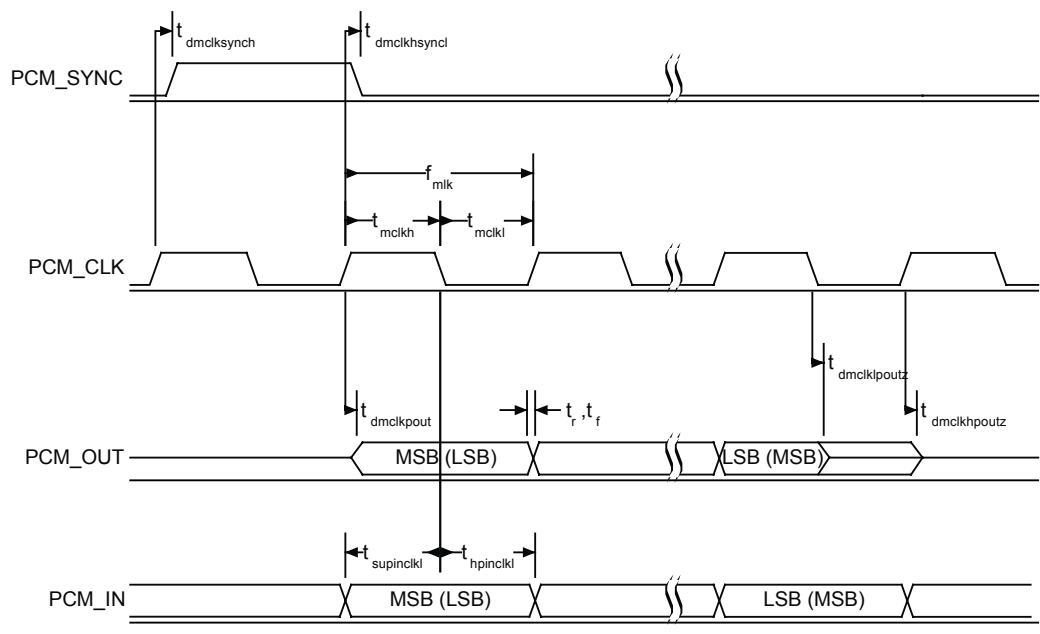 t dmclksynch
t dmclkhsyncl
PCM_SYNC
f mlk
t mclkh
t mclkl
PCM_CLK
t dmclklpoutz
t dmclkpout
t r ,t f
t dmclkhpoutz
PCM_OUT
MSB (LSB)
LSB (MSB)
t supinclkl
t hpinclkl
PCM_IN
MSB (LSB)
LSB (MSB)